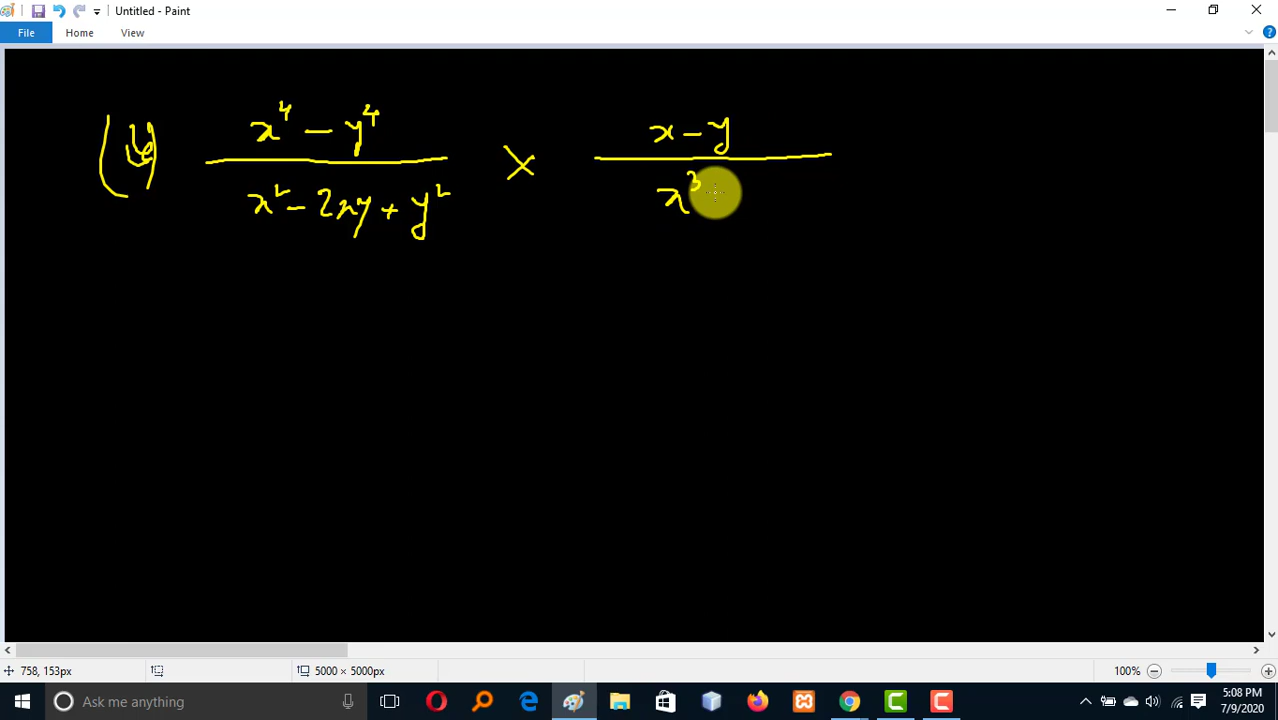 Untitled - Paint
File Home View
x⁴ - y⁴ x - y
×
x² - 2xy + y² x³
758, 153px 5000 × 5000px 100%
Ask me anything 5:08 PM
7/9/2020